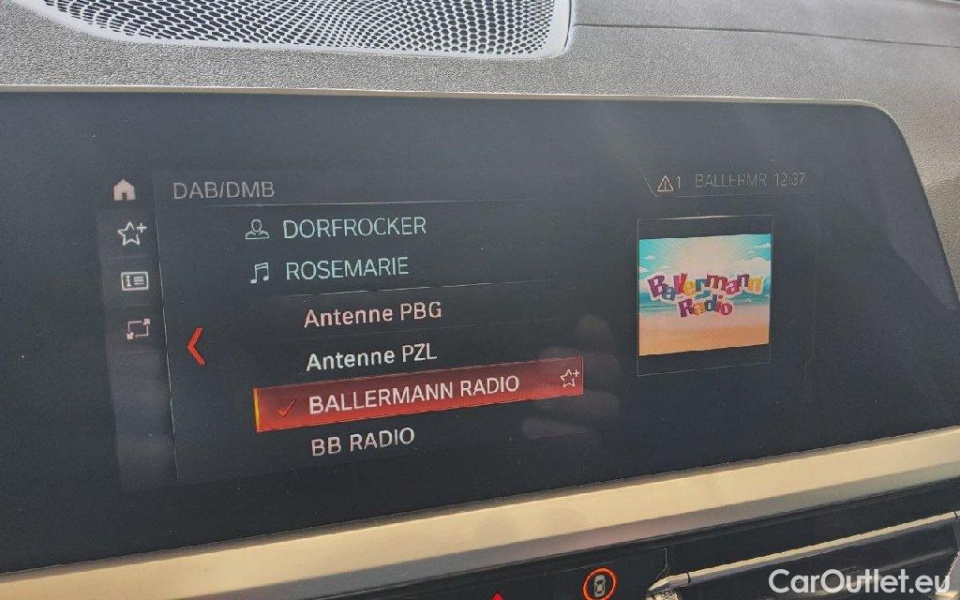 DAB/DMB
1 BALLERMR 12:37
DORFROCKER
ROSEMARIE
Antenne PBG
Antenne PZL
BALLERMANN RADIO
BB RADIO
Ballermann
Radio
CarOutlet.eu